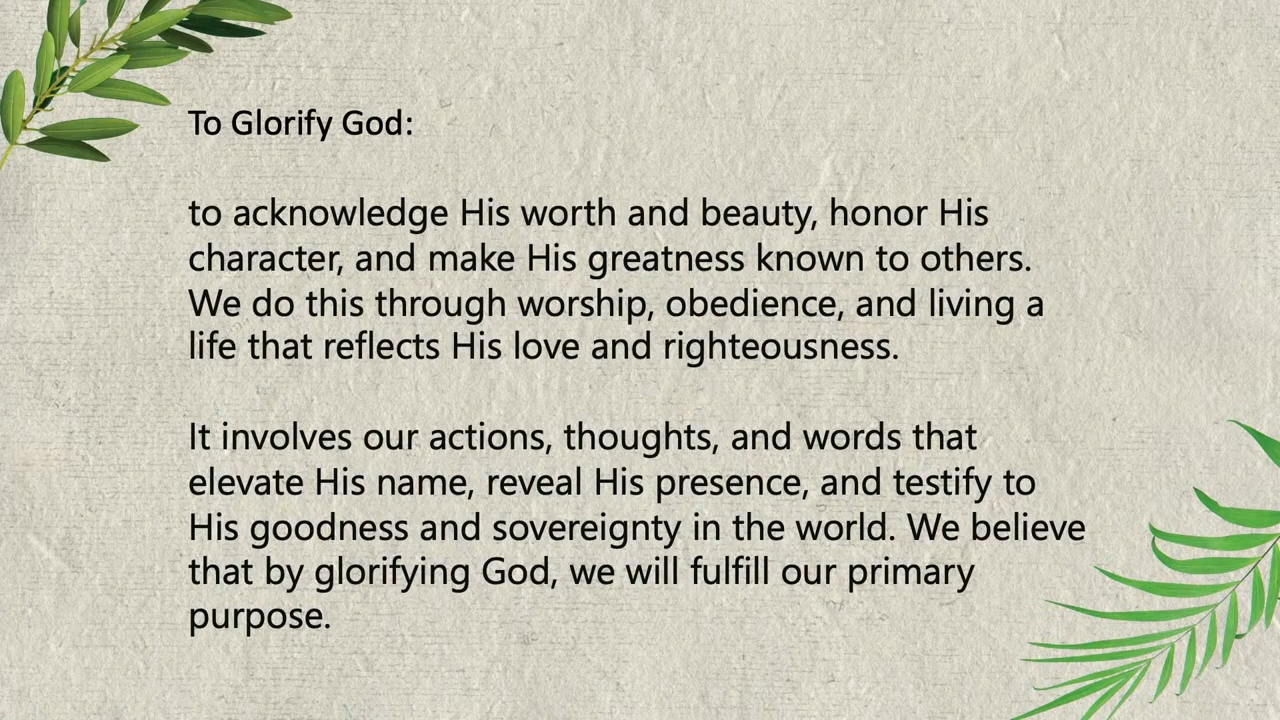 To Glorify God:
to acknowledge His worth and beauty, honor His
character, and make His greatness known to others.
We do this through worship, obedience, and living a
life that reflects His love and righteousness.
It involves our actions, thoughts, and words that
elevate His name, reveal His presence, and testify to
His goodness and sovereignty in the world. We believe
that by glorifying God, we will fulfill our primary
purpose.